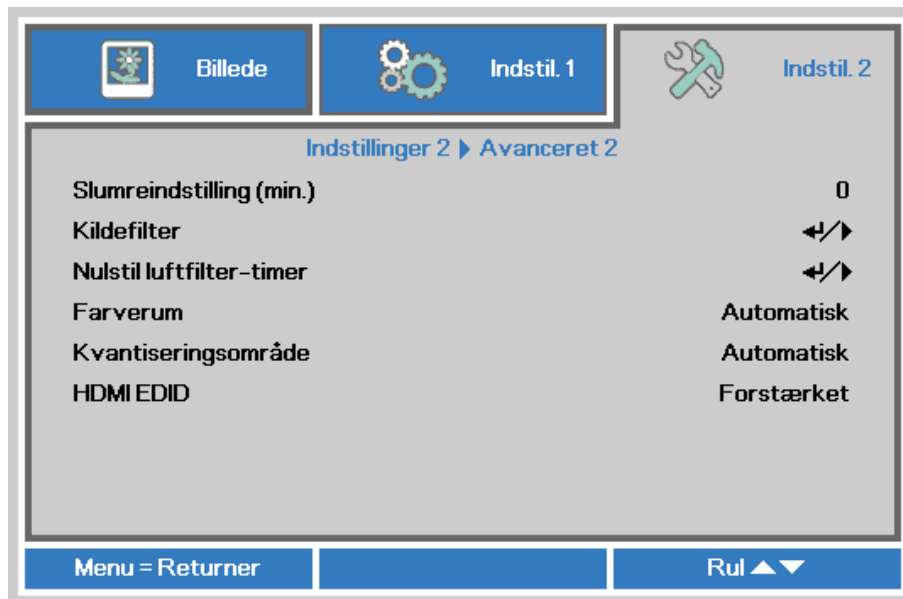 Billede
Indstil. 1
Indstil. 2
Indstillinger 2 ▶ Avanceret 2
Slumreindstilling (min.) 0
Kildefilter ↵/▶
Nulstil luftfilter-timer ↵/▶
Farverum Automatisk
Kvantiseringsområde Automatisk
HDMI EDID Forstærket
Menu = Returner
Rul ▲▼